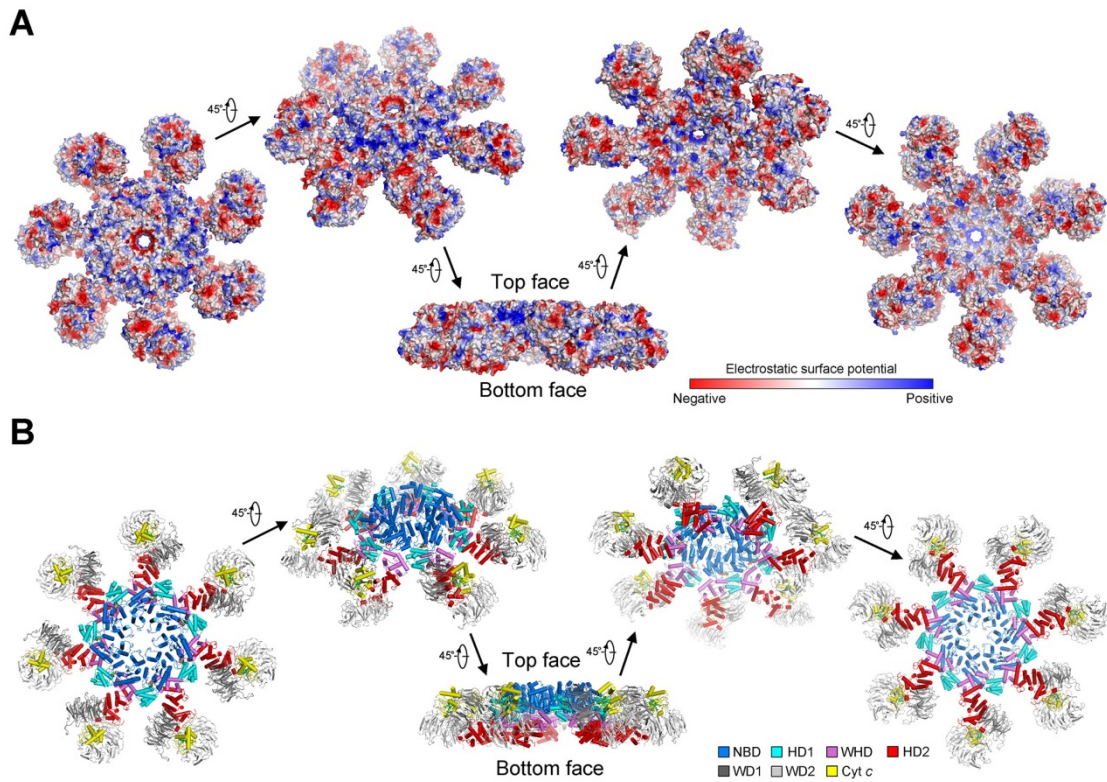 A
45°
45°
45°
45°
Top face
Bottom face
Electrostatic surface potential
Negative Positive
B
45°
45°
45°
45°
Top face
Bottom face
NBD HD1 WHD HD2
WD1 WD2 Cyt c